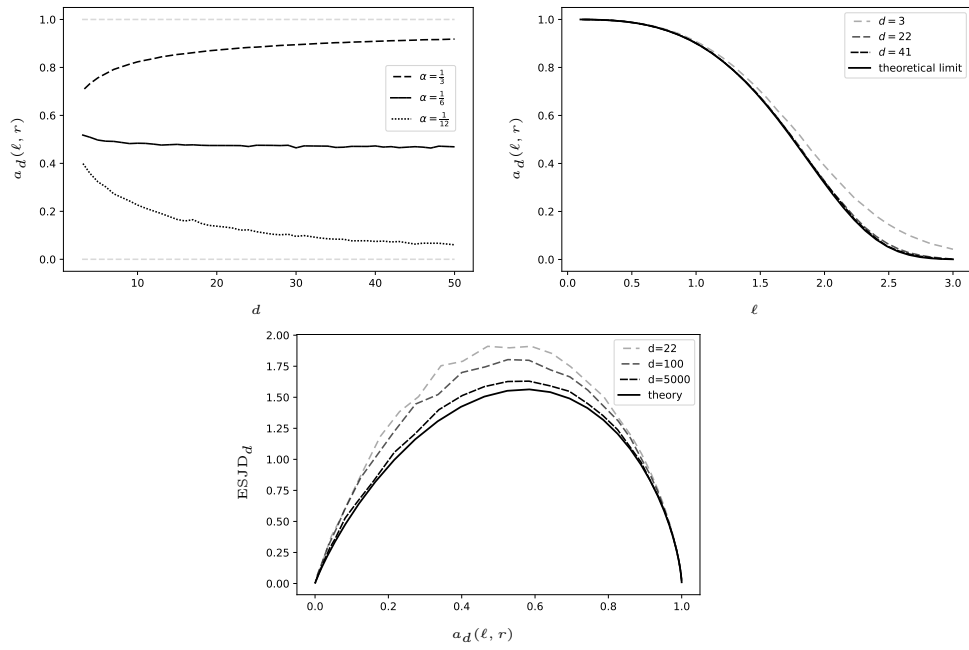 1.0
0.8
0.6
0.4
0.2
0.0
a_d(ℓ, r)
α = 1/3
α = 1/6
α = 1/12
10 20 30 40 50
d
1.0
0.8
0.6
0.4
0.2
0.0
a_d(ℓ, r)
d = 3
d = 22
d = 41
theoretical limit
0.0 0.5 1.0 1.5 2.0 2.5 3.0
ℓ
2.00
1.75
1.50
1.25
1.00
0.75
0.50
0.25
0.00
ESJD_d
d=22
d=100
d=5000
theory
0.0 0.2 0.4 0.6 0.8 1.0
a_d(ℓ, r)